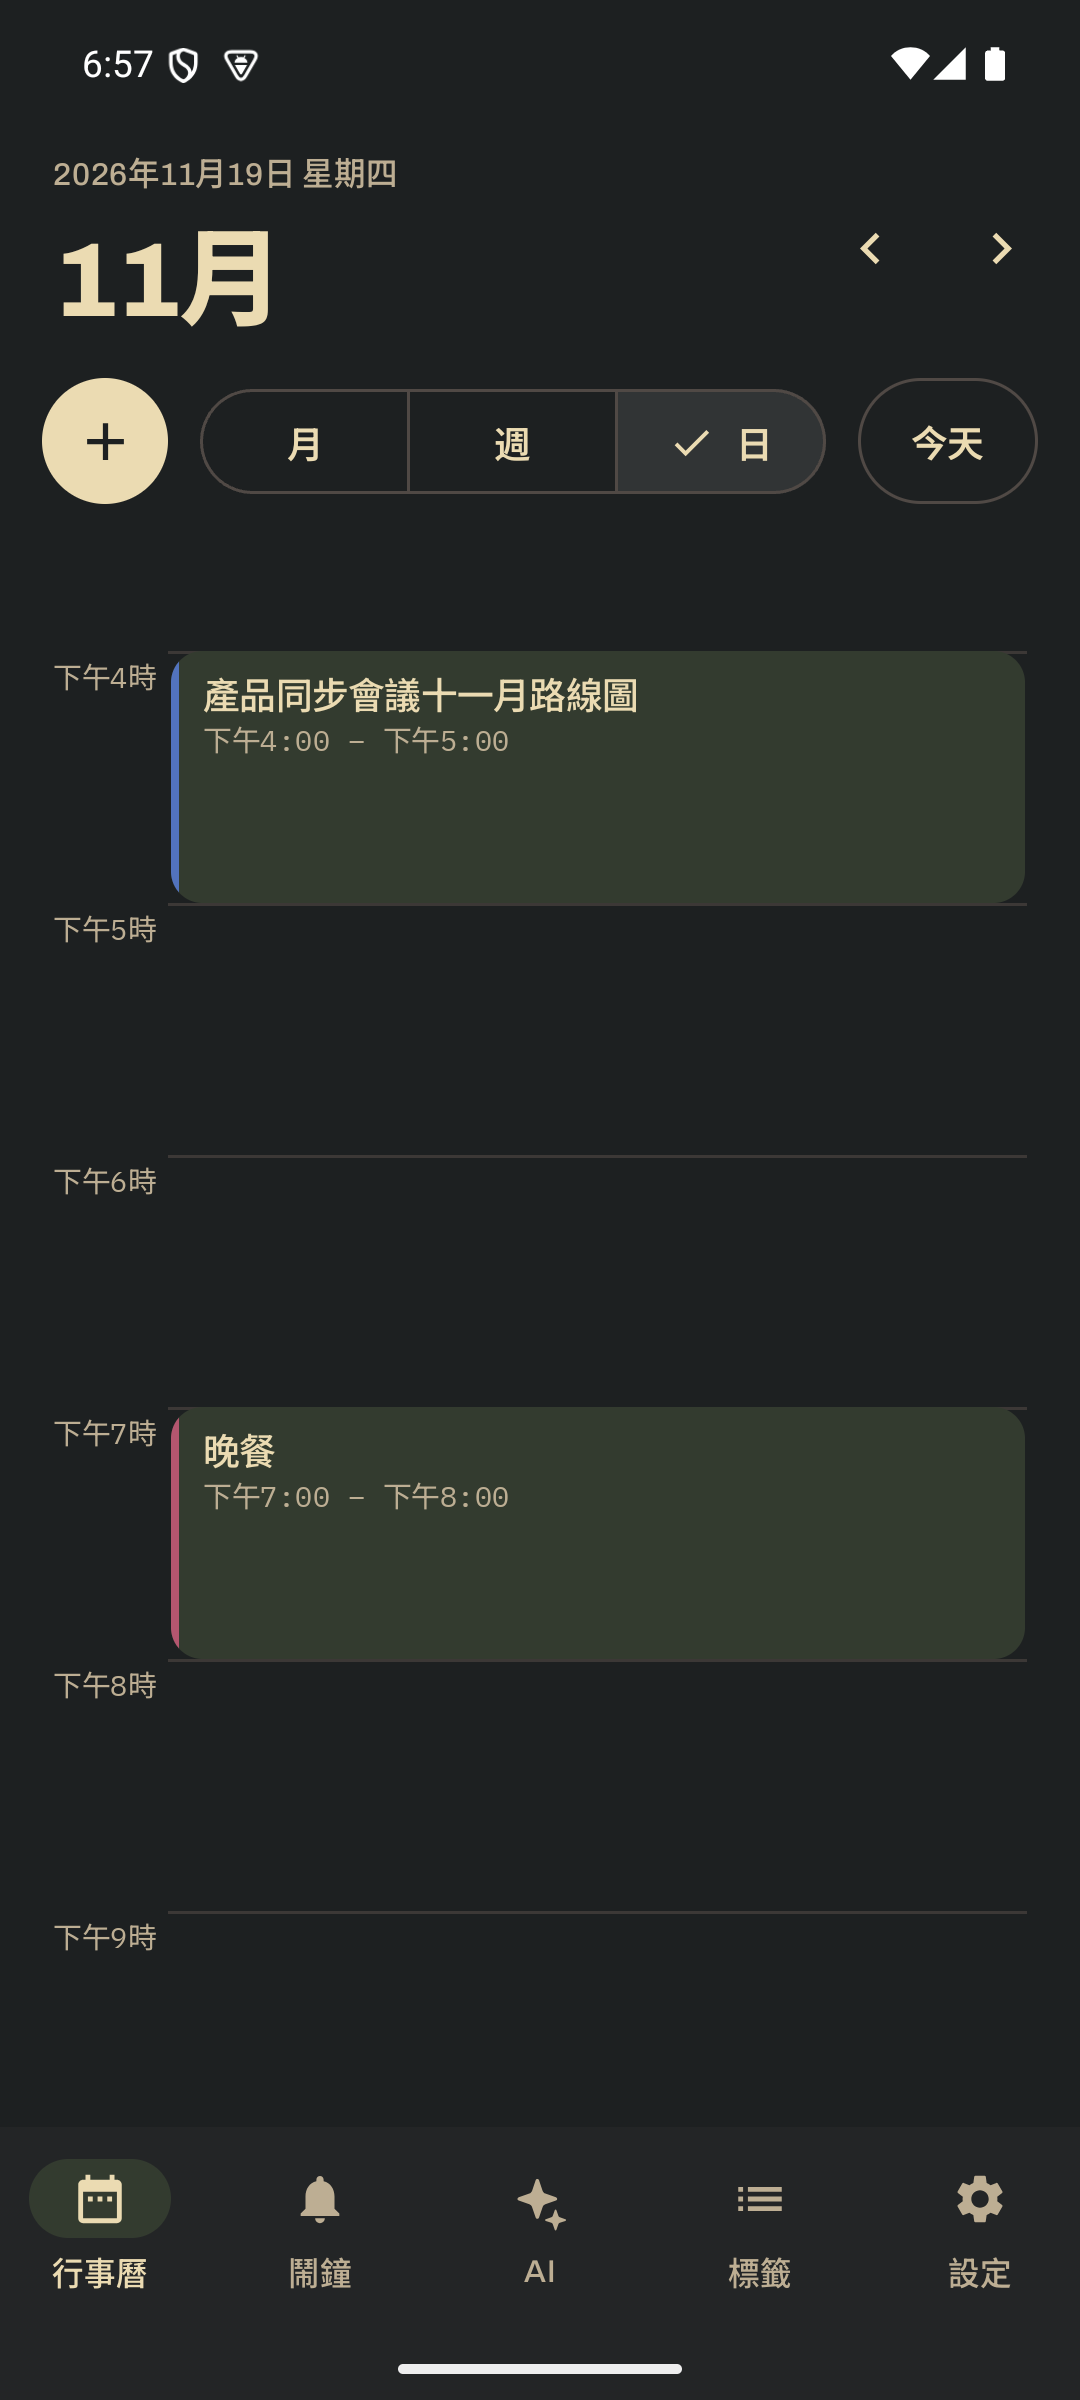 6:57
2026年11月19日 星期四
11月
月
週
日
今天
下午4時
產品同步會議十一月路線圖
下午4:00 – 下午5:00
下午5時
下午6時
下午7時
晚餐
下午7:00 – 下午8:00
下午8時
下午9時
行事曆
鬧鐘
AI
標籤
設定